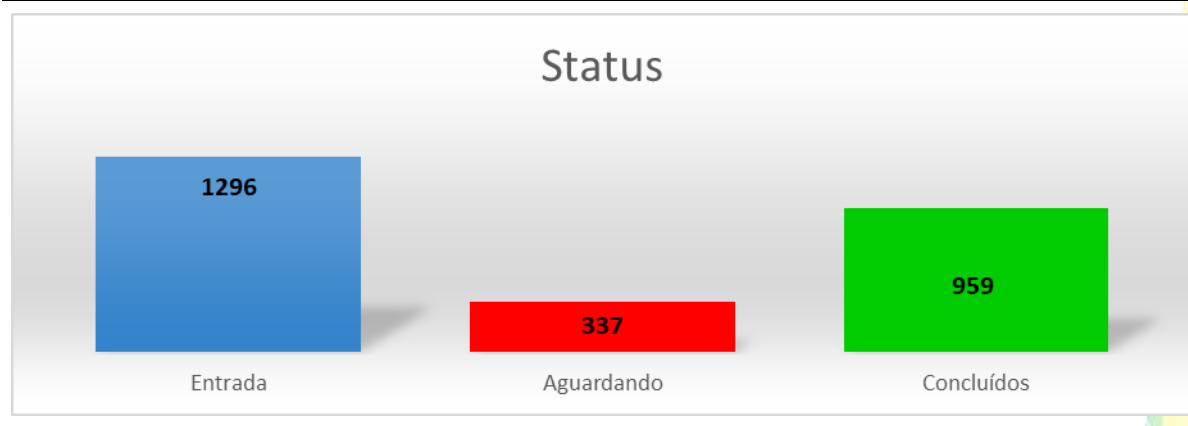 Status
1296
337
959
Entrada
Aguardando
Concluídos